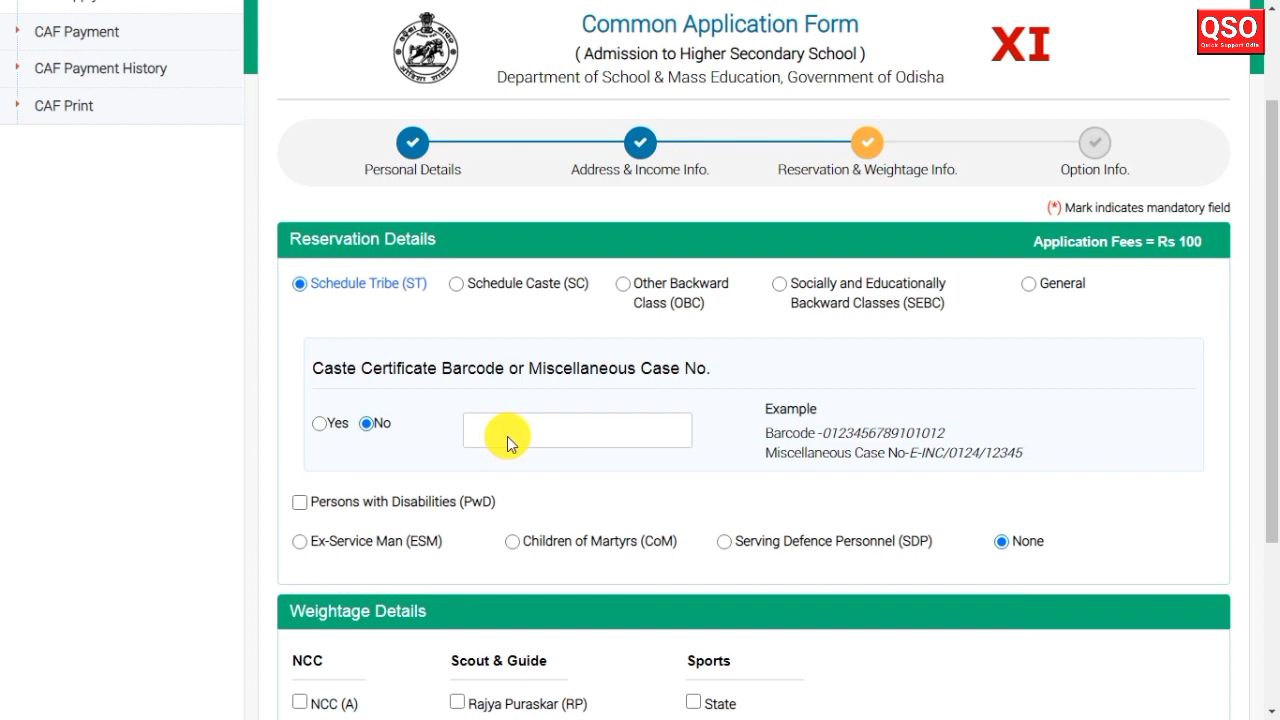 CAF Payment
CAF Payment History
CAF Print
Common Application Form
( Admission to Higher Secondary School )
Department of School & Mass Education, Government of Odisha
XI
QSO
Quick Support Odia
Personal Details
Address & Income Info.
Reservation & Weightage Info.
Option Info.
(*) Mark indicates mandatory field
Reservation Details
Application Fees = Rs 100
Schedule Tribe (ST)
Schedule Caste (SC)
Other Backward
Class (OBC)
Socially and Educationally
Backward Classes (SEBC)
General
Caste Certificate Barcode or Miscellaneous Case No.
Yes
No
Example
Barcode -0123456789101012
Miscellaneous Case No-E-INC/0124/12345
Persons with Disabilities (PwD)
Ex-Service Man (ESM)
Children of Martyrs (CoM)
Serving Defence Personnel (SDP)
None
Weightage Details
NCC
Scout & Guide
Sports
NCC (A)
Rajya Puraskar (RP)
State